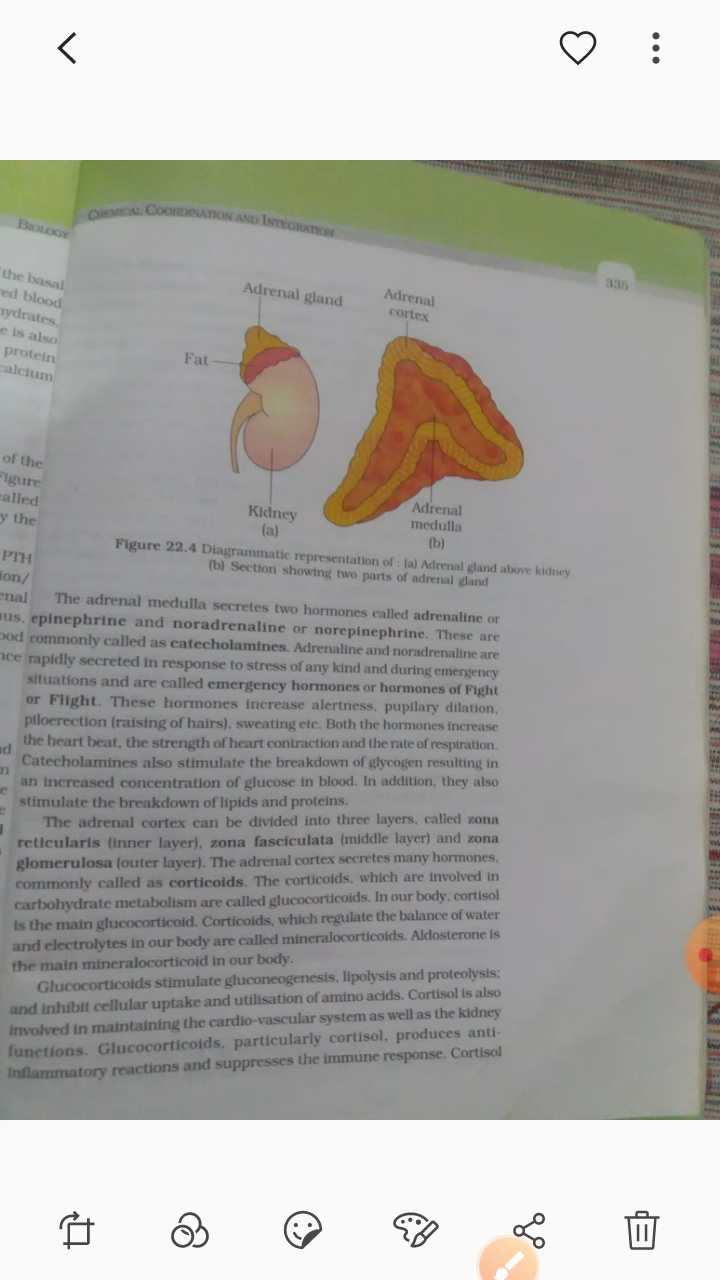 BIOLOGY
the basal
ed blood
hydrates.
e is also
protein
calcium
of the
Figure
called
y the
PTH
ion/
enal
ous,
ood
nce
CHEMICAL COORDINATION AND INTEGRATION
335
Adrenal gland
Adrenal
cortex
Fat
Kidney
(a)
Adrenal
medulla
(b)
Figure 22.4 Diagrammatic representation of : (a) Adrenal gland above kidney
(b) Section showing two parts of adrenal gland
The adrenal medulla secretes two hormones called adrenaline or
epinephrine and noradrenaline or norepinephrine. These are
commonly called as catecholamines. Adrenaline and noradrenaline are
rapidly secreted in response to stress of any kind and during emergency
situations and are called emergency hormones or hormones of Fight
or Flight. These hormones increase alertness, pupilary dilation,
piloerection (raising of hairs), sweating etc. Both the hormones increase
the heart beat, the strength of heart contraction and the rate of respiration.
Catecholamines also stimulate the breakdown of glycogen resulting in
an increased concentration of glucose in blood. In addition, they also
stimulate the breakdown of lipids and proteins.
The adrenal cortex can be divided into three layers, called zona
reticularis (inner layer), zona fasciculata (middle layer) and zona
glomerulosa (outer layer). The adrenal cortex secretes many hormones,
commonly called as corticoids. The corticoids, which are involved in
carbohydrate metabolism are called glucocorticoids. In our body, cortisol
is the main glucocorticoid. Corticoids, which regulate the balance of water
and electrolytes in our body are called mineralocorticoids. Aldosterone is
the main mineralocorticoid in our body.
Glucocorticoids stimulate gluconeogenesis, lipolysis and proteolysis;
and inhibit cellular uptake and utilisation of amino acids. Cortisol is also
involved in maintaining the cardio-vascular system as well as the kidney
functions. Glucocorticoids, particularly cortisol, produces anti-
inflammatory reactions and suppresses the immune response. Cortisol